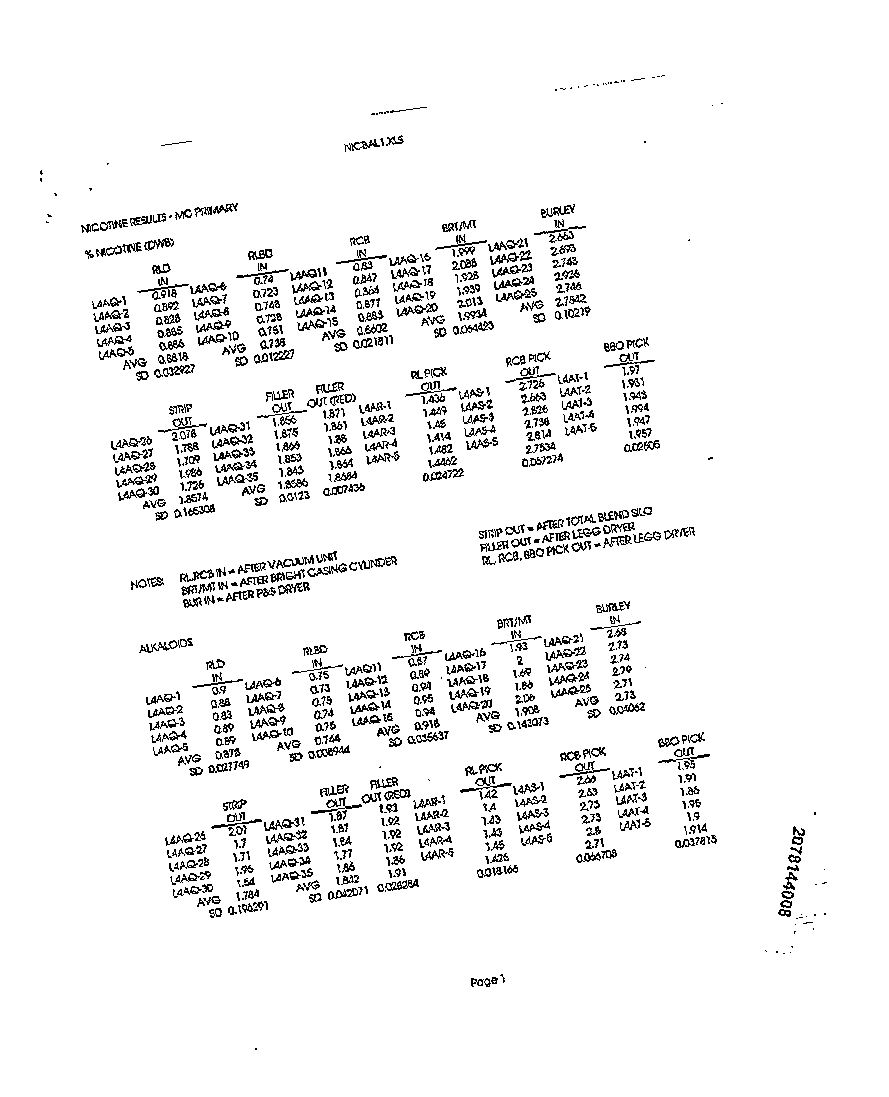 NICBAL1.XLS
NICOTINE RESULTS - MC PRIMARY
% NICOTINE (DWB)
RLD IN RLBD IN RCB IN BRT/MT IN BURLEY IN
L4AQ-1 0.918 L4AQ-6 0.74 L4AQ11 0.83 L4AQ-16 1.999 L4AQ-21 2.663
L4AQ-2 0.892 L4AQ-7 0.723 L4AQ-12 0.847 L4AQ-17 2.088 L4AQ-22 2.693
L4AQ-3 0.828 L4AQ-8 0.748 L4AQ-13 0.864 L4AQ-18 1.928 L4AQ-23 2.743
L4AQ-4 0.885 L4AQ-9 0.728 L4AQ-14 0.877 L4AQ-19 1.939 L4AQ-24 2.926
L4AQ-5 0.886 L4AQ-10 0.751 L4AQ-15 0.883 L4AQ-20 2.013 L4AQ-25 2.746
AVG 0.8818 AVG 0.738 AVG 0.8602 AVG 1.9934 AVG 2.7542
SD 0.032927 SD 0.012227 SD 0.021811 SD 0.064423 SD 0.10219
STRIP OUT FILLER OUT FILLER OUT (RED) RL PICK OUT RCB PICK OUT BBQ PICK OUT
L4AQ-26 2.078 L4AQ-31 1.856 1.871 L4AR-1 1.436 L4AS-1 2.726 L4AT-1 1.97
L4AQ-27 1.788 L4AQ-32 1.875 1.861 L4AR-2 1.449 L4AS-2 2.663 L4AT-2 1.931
L4AQ-28 1.709 L4AQ-33 1.866 1.88 L4AR-3 1.45 L4AS-3 2.826 L4AT-3 1.943
L4AQ-29 1.986 L4AQ-34 1.853 1.866 L4AR-4 1.414 L4AS-4 2.738 L4AT-4 1.994
L4AQ-30 1.726 L4AQ-35 1.843 1.864 L4AR-5 1.482 L4AS-5 2.814 L4AT-5 1.947
AVG 1.8574 AVG 1.8586 1.8684 1.4462 2.7534 1.957
SD 0.165308 SD 0.0123 0.007436 0.024722 0.067274 0.02505
NOTES: RL,RCB IN = AFTER VACUUM UNIT
BRT/MT IN = AFTER BRIGHT CASING CYLINDER
BUR IN = AFTER P&S DRYER
STRIP OUT = AFTER TOTAL BLEND SILO
FILLER OUT = AFTER LEGG DRYER
RL, RCB, BBQ PICK OUT = AFTER LEGG DRYER
ALKALOIDS
RLD IN RLBD IN RCB IN BRT/MT IN BURLEY IN
L4AQ-1 0.9 L4AQ-6 0.75 L4AQ11 0.87 L4AQ-16 1.93 L4AQ-21 2.68
L4AQ-2 0.88 L4AQ-7 0.73 L4AQ-12 0.89 L4AQ-17 2 L4AQ-22 2.73
L4AQ-3 0.83 L4AQ-8 0.75 L4AQ-13 0.94 L4AQ-18 1.69 L4AQ-23 2.74
L4AQ-4 0.89 L4AQ-9 0.74 L4AQ-14 0.95 L4AQ-19 1.86 L4AQ-24 2.79
L4AQ-5 0.89 L4AQ-10 0.75 L4AQ-15 0.94 L4AQ-20 2.06 L4AQ-25 2.71
AVG 0.878 AVG 0.744 AVG 0.918 AVG 1.908 AVG 2.73
SD 0.027749 SD 0.008944 SD 0.035637 SD 0.143073 SD 0.04062
STRIP OUT FILLER OUT FILLER OUT (RED) RL PICK OUT RCB PICK OUT BBQ PICK OUT
L4AQ-26 2.07 L4AQ-31 1.87 1.93 L4AR-1 1.42 L4AS-1 2.66 L4AT-1 1.95
L4AQ-27 1.7 L4AQ-32 1.87 1.92 L4AR-2 1.4 L4AS-2 2.63 L4AT-2 1.91
L4AQ-28 1.71 L4AQ-33 1.84 1.92 L4AR-3 1.43 L4AS-3 2.73 L4AT-3 1.86
L4AQ-29 1.95 L4AQ-34 1.77 1.92 L4AR-4 1.43 L4AS-4 2.73 L4AT-4 1.95
L4AQ-30 1.54 L4AQ-35 1.86 1.86 L4AR-5 1.45 L4AS-5 2.8 L4AT-5 1.9
AVG 1.784 AVG 1.842 1.91 1.426 2.71 1.914
SD 0.196291 SD 0.042071 0.028284 0.018166 0.066708 0.037815
2078144008
Page 1